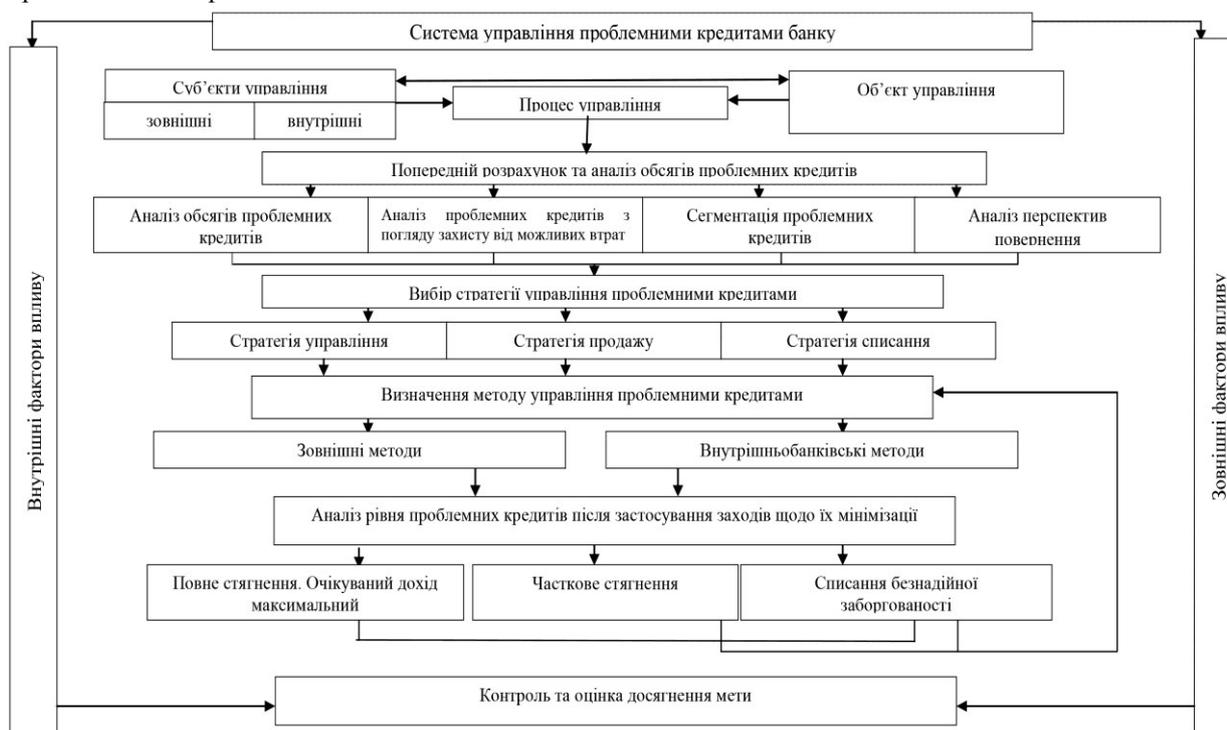 Система управління проблемними кредитами банку
Суб’єкти управління
зовнішні
внутрішні
Процес управління
Об’єкт управління
Попередній розрахунок та аналіз обсягів проблемних кредитів
Аналіз обсягів проблемних
кредитів
Аналіз проблемних кредитів з
погляду захисту від можливих втрат
Сегментація проблемних
кредитів
Аналіз перспектив
повернення
Вибір стратегії управління проблемними кредитами
Стратегія управління
Стратегія продажу
Стратегія списання
Визначення методу управління проблемними кредитами
Зовнішні методи
Внутрішньобанківські методи
Аналіз рівня проблемних кредитів після застосування заходів щодо їх мінімізації
Повне стягнення. Очікуваний дохід
максимальний
Часткове стягнення
Списання безнадійної
заборгованості
Контроль та оцінка досягнення мети
Внутрішні фактори впливу
Зовнішні фактори впливу